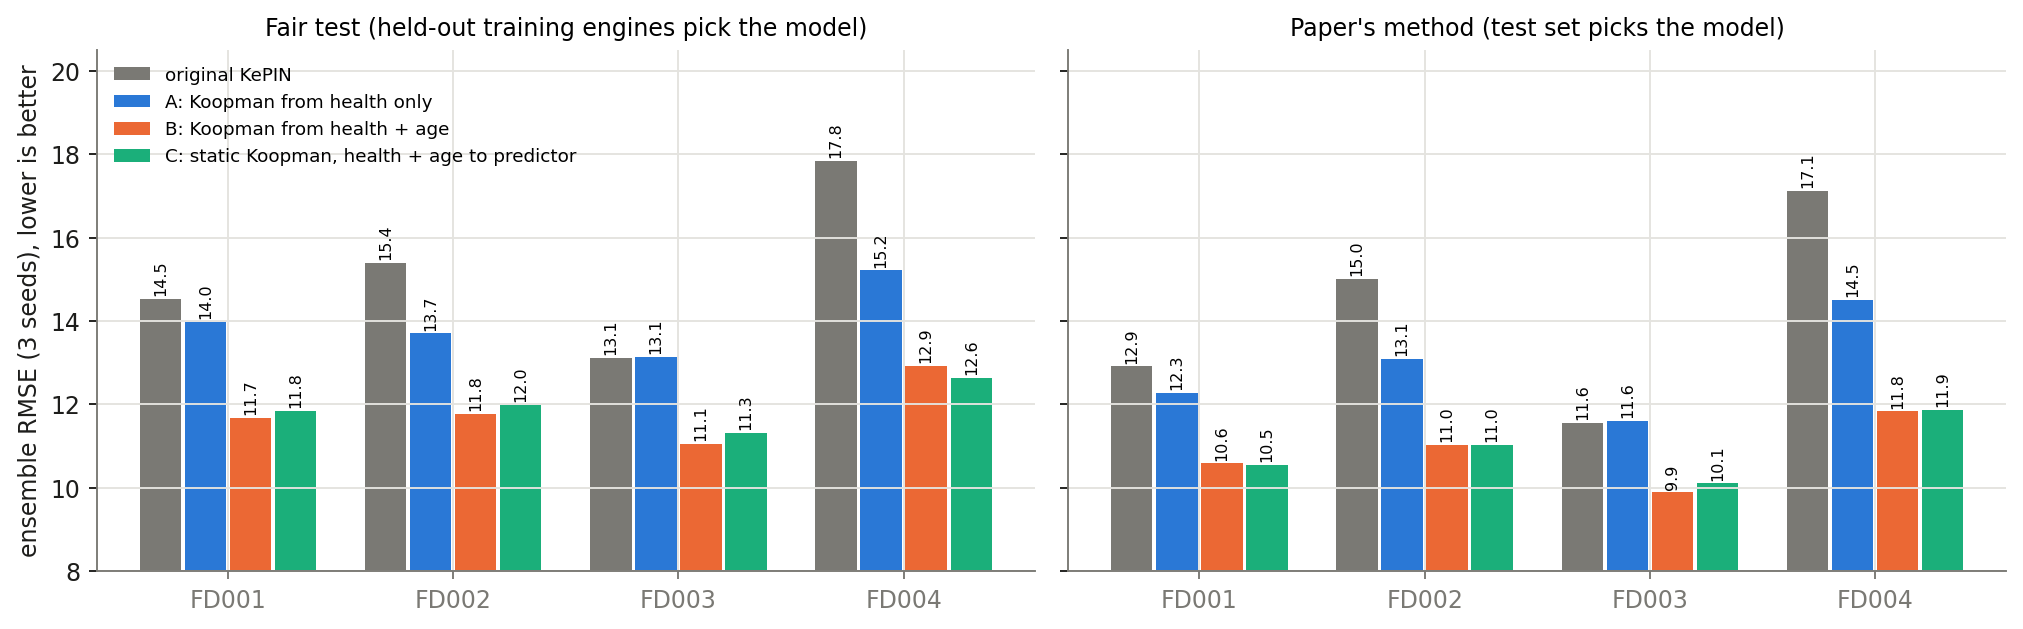 Fair test (held-out training engines pick the model)
ensemble RMSE (3 seeds), lower is better
20
18
16
14
12
10
8
original KePIN
A: Koopman from health only
B: Koopman from health + age
C: static Koopman, health + age to predictor
14.5
14.0
11.7
11.8
15.4
13.7
11.8
12.0
13.1
13.1
11.1
11.3
17.8
15.2
12.9
12.6
FD001
FD002
FD003
FD004
Paper's method (test set picks the model)
12.9
12.3
10.6
10.5
15.0
13.1
11.0
11.0
11.6
11.6
9.9
10.1
17.1
14.5
11.8
11.9
FD001
FD002
FD003
FD004